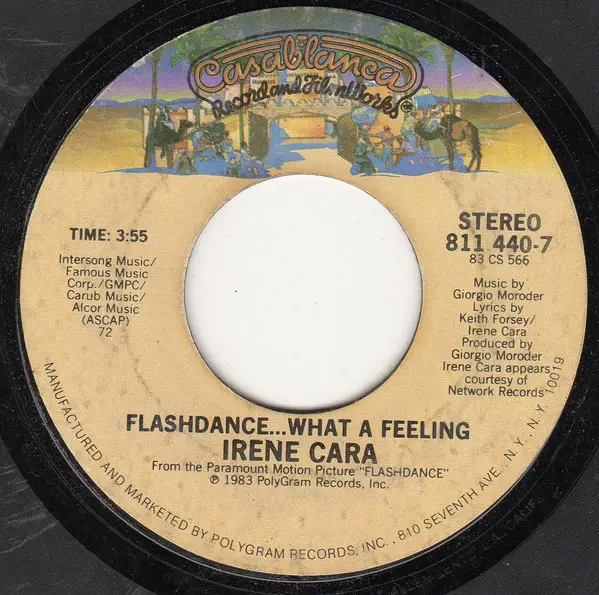 Casablanca
Record and FilmWorks
®
TIME: 3:55
Intersong Music/
Famous Music
Corp./GMPC/
Carub Music/
Alcor Music
(ASCAP)
72
STEREO
811 440-7
83 CS 566
Music by
Giorgio Moroder
Lyrics by
Keith Forsey/
Irene Cara
Produced by
Giorgio Moroder
Irene Cara appears
courtesy of
Network Records
FLASHDANCE...WHAT A FEELING
IRENE CARA
From the Paramount Motion Picture "FLASHDANCE"
℗ 1983 PolyGram Records, Inc.
MANUFACTURED AND MARKETED BY POLYGRAM RECORDS, INC., 810 SEVENTH AVE., N.Y., N.Y. 10019